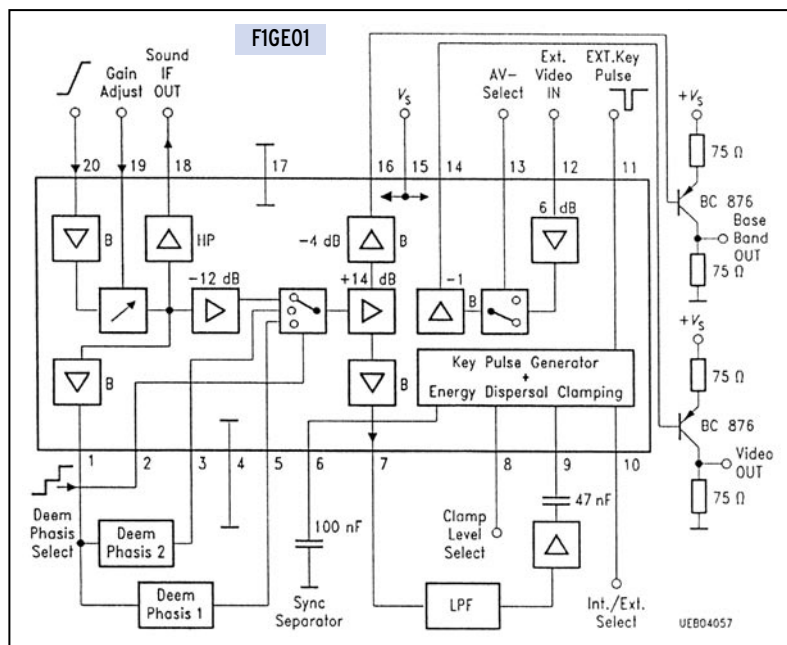 F1GE01
Sound
IF
OUT
Gain
Adjust
V_S
AV-
Select
Ext.
Video
IN
EXT.Key
Pulse
+V_S
75 Ω
BC 876
Base
Band
OUT
75 Ω
20 19 18 17 16 15 14 13 12 11
B
HP
-4 dB
B
6 dB
-12 dB
+14 dB
-1
B
B
B
Key Pulse Generator
+
Energy Dispersal Clamping
+V_S
75 Ω
BC 876
Video
OUT
75 Ω
1 2 3 4 5 6 7 8 9 10
Deem
Phasis
Select
Deem
Phasis 2
Deem
Phasis 1
100 nF
Sync
Separator
Clamp
Level
Select
47 nF
LPF
Int./Ext.
Select
UEB04057